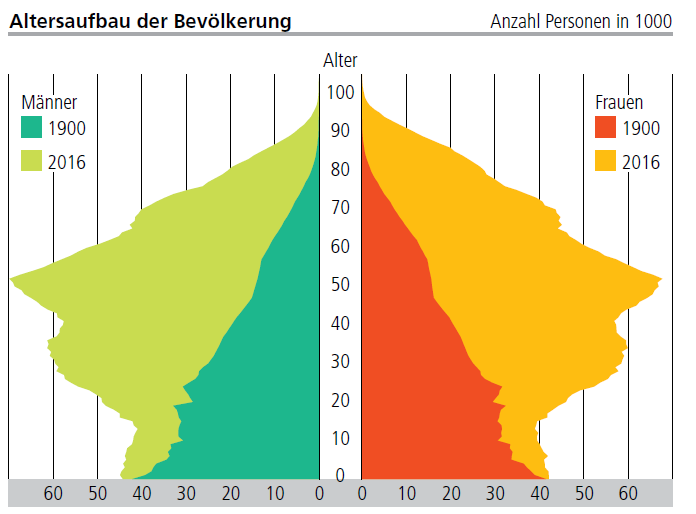 Altersaufbau der Bevölkerung
Anzahl Personen in 1000
Alter
Männer
1900
2016
Frauen
1900
2016
100
90
80
70
60
50
40
30
20
10
0
60 50 40 30 20 10 0
0 10 20 30 40 50 60